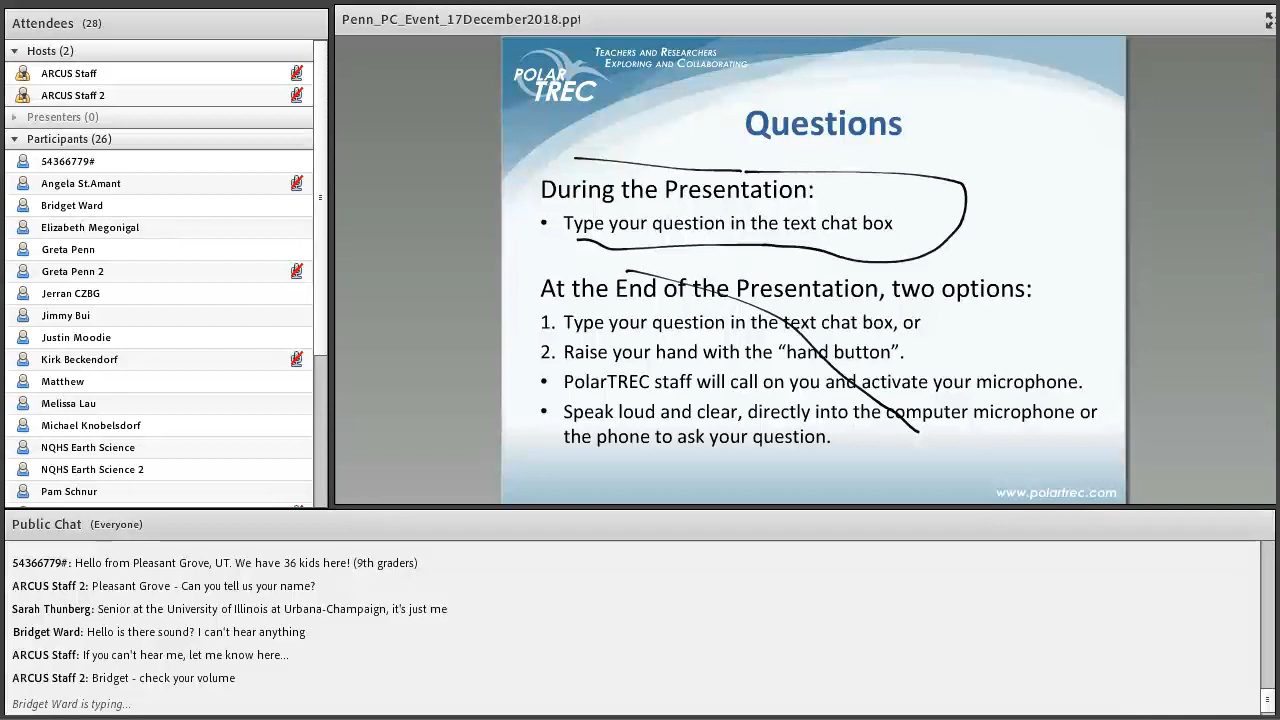 Attendees (28)
Hosts (2)
ARCUS Staff
ARCUS Staff 2
Presenters (0)
Participants (26)
54366779#
Angela St.Amant
Bridget Ward
Elizabeth Megonigal
Greta Penn
Greta Penn 2
Jerran CZBG
Jimmy Bui
Justin Moodie
Kirk Beckendorf
Matthew
Melissa Lau
Michael Knobelsdorf
NQHS Earth Science
NQHS Earth Science 2
Pam Schnur
Penn_PC_Event_17December2018.ppt
TEACHERS AND RESEARCHERS
EXPLORING AND COLLABORATING
POLAR
TREC
Questions
During the Presentation:
• Type your question in the text chat box
At the End of the Presentation, two options:
1. Type your question in the text chat box, or
2. Raise your hand with the “hand button”.
• PolarTREC staff will call on you and activate your microphone.
• Speak loud and clear, directly into the computer microphone or
the phone to ask your question.
www.polartrec.com
Public Chat (Everyone)
54366779#: Hello from Pleasant Grove, UT. We have 36 kids here! (9th graders)
ARCUS Staff 2: Pleasant Grove - Can you tell us your name?
Sarah Thunberg: Senior at the University of Illinois at Urbana-Champaign, it's just me
Bridget Ward: Hello is there sound? I can't hear anything
ARCUS Staff: If you can't hear me, let me know here...
ARCUS Staff 2: Bridget - check your volume
Bridget Ward is typing...